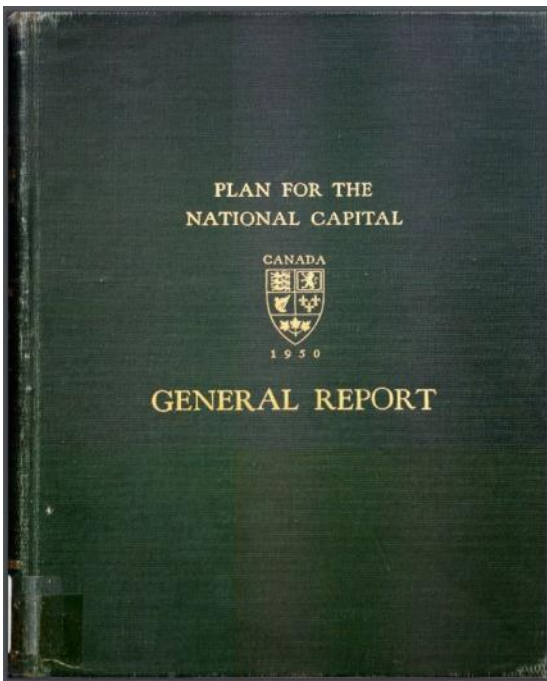 PLAN FOR THE
NATIONAL CAPITAL
CANADA
1950
GENERAL REPORT